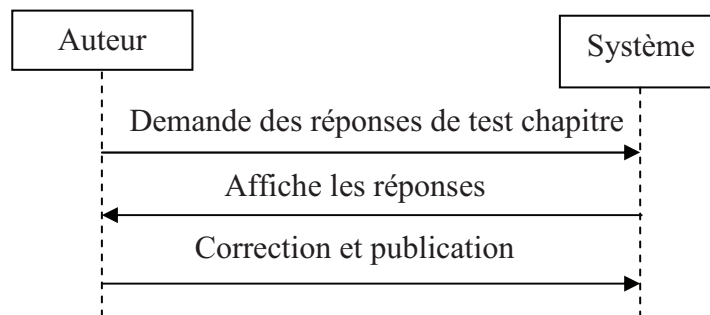 Auteur
Système
Demande des réponses de test chapitre
Affiche les réponses
Correction et publication